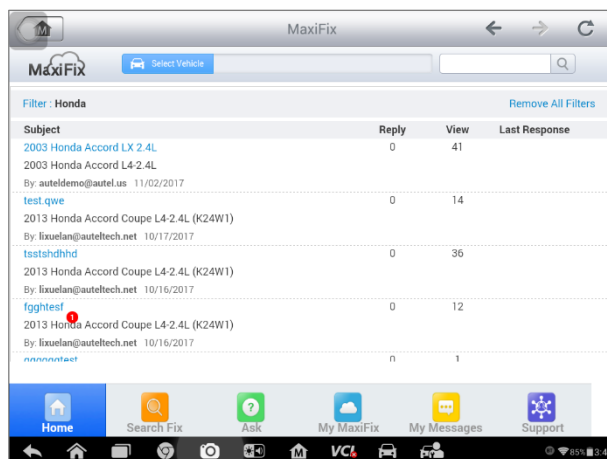 MaxiFix
MaxiFix
Select Vehicle
Filter : Honda
Remove All Filters
Subject Reply View Last Response
2003 Honda Accord LX 2.4L 0 41
2003 Honda Accord L4-2.4L
By: auteldemo@autel.us 11/02/2017
test.qwe 0 14
2013 Honda Accord Coupe L4-2.4L (K24W1)
By: lixuelan@auteltech.net 10/17/2017
tsstshdhhd 0 36
2013 Honda Accord Coupe L4-2.4L (K24W1)
By: lixuelan@auteltech.net 10/16/2017
fgghtesf 0 12
1
2013 Honda Accord Coupe L4-2.4L (K24W1)
By: lixuelan@auteltech.net 10/16/2017
0 1
Home Search Fix Ask My MaxiFix My Messages Support
VCI 85% 3:4